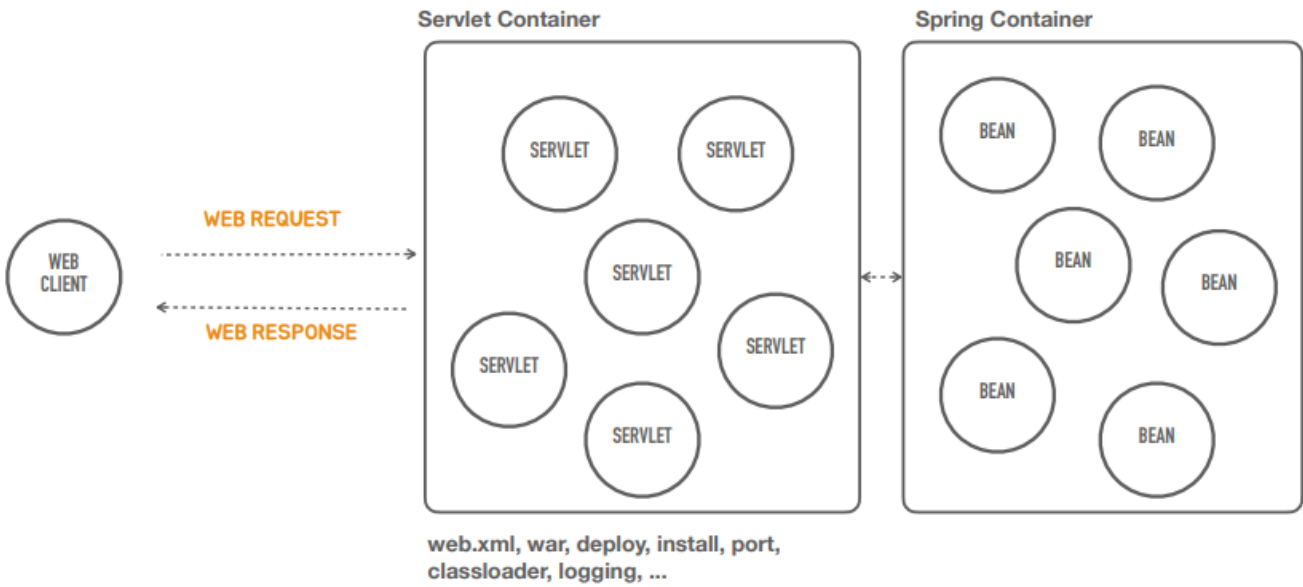 Servlet Container
Spring Container
WEB
CLIENT
WEB REQUEST
WEB RESPONSE
SERVLET
SERVLET
SERVLET
SERVLET
SERVLET
SERVLET
BEAN
BEAN
BEAN
BEAN
BEAN
BEAN
web.xml, war, deploy, install, port,
classloader, logging, ...